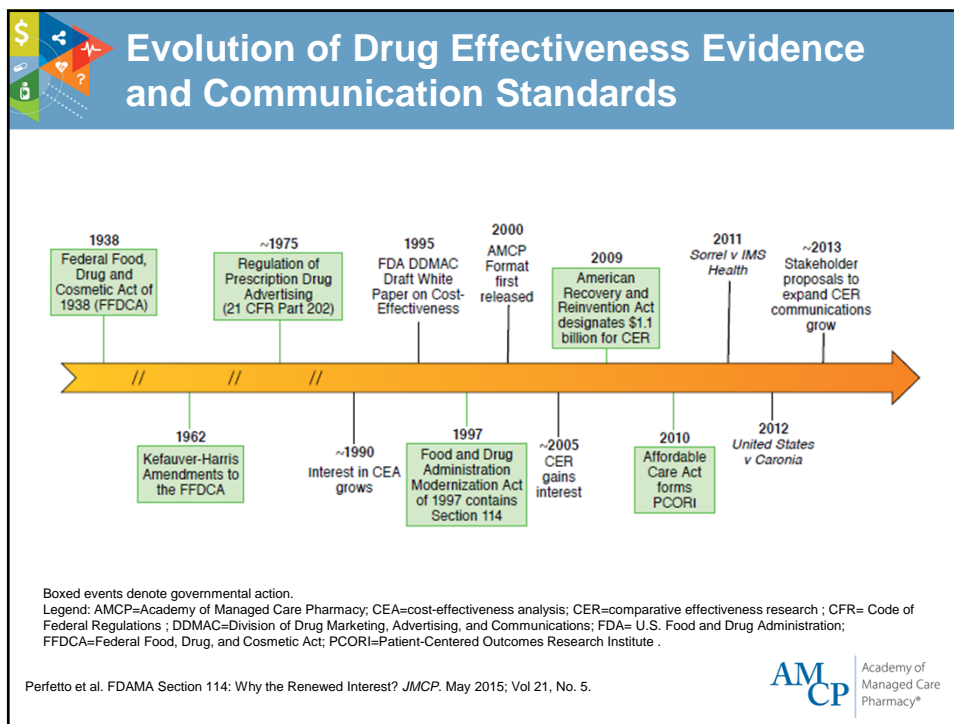 $
?
Evolution of Drug Effectiveness Evidence
and Communication Standards
1938
Federal Food,
Drug and
Cosmetic Act of
1938 (FFDCA)
~1975
Regulation of
Prescription Drug
Advertising
(21 CFR Part 202)
1995
FDA DDMAC
Draft White
Paper on Cost-
Effectiveness
2000
AMCP
Format
first
released
2009
American
Recovery and
Reinvention Act
designates $1.1
billion for CER
2011
Sorrel v IMS
Health
~2013
Stakeholder
proposals to
expand CER
communications
grow
// // //
1962
Kefauver-Harris
Amendments to
the FFDCA
~1990
Interest in CEA
grows
1997
Food and Drug
Administration
Modernization Act
of 1997 contains
Section 114
~2005
CER
gains
interest
2010
Affordable
Care Act
forms
PCORI
2012
United States
v Caronia
Boxed events denote governmental action.
Legend: AMCP=Academy of Managed Care Pharmacy; CEA=cost-effectiveness analysis; CER=comparative effectiveness research ; CFR= Code of
Federal Regulations ; DDMAC=Division of Drug Marketing, Advertising, and Communications; FDA= U.S. Food and Drug Administration;
FFDCA=Federal Food, Drug, and Cosmetic Act; PCORI=Patient-Centered Outcomes Research Institute .
Perfetto et al. FDAMA Section 114: Why the Renewed Interest? JMCP. May 2015; Vol 21, No. 5.
AMCP
Academy of
Managed Care
Pharmacy®